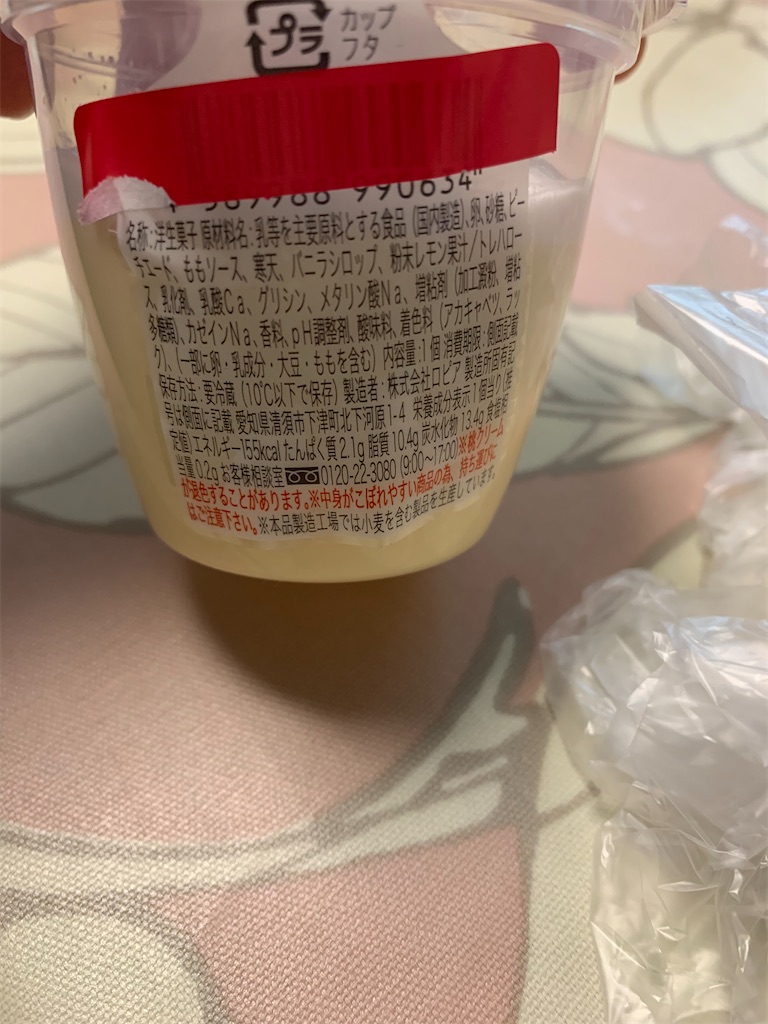 プラ
カップ
フタ
989988 990634"
名称:洋生菓子 原材料名:乳等を主要原料とする食品(国内製造)、卵、砂糖、ピー
チエード、ももソース、寒天、バニラシロップ、粉末レモン果汁/トレハロー
ス、乳化剤、乳酸Ca、グリシン、メタリン酸Na、増粘剤(加工澱粉、増粘
多糖類)、カゼインNa、香料、pH調整剤、酸味料、着色料(アカキャベツ、ラッ
ク)、(一部に卵・乳成分・大豆・ももを含む) 内容量:1個 消費期限:側面記載
保存方法:要冷蔵(10℃以下で保存) 製造者:株式会社ロピア 製造所固有記
号は側面に記載 愛知県清須市下津町北下河原1-4 栄養成分表示1個当り(推
定値)エネルギー155kcal たんぱく質 2.1g 脂質 10.4g 炭水化物 13.4g 食塩相
当量 0.2g お客様相談室 0120-22-3080 (9:00~17:00) ※桃クリーム
が退色することがあります。※中身がこぼれやすい商品の為、持ち運びに
はご注意下さい。※本品製造工場では小麦を含む製品を生産しています。